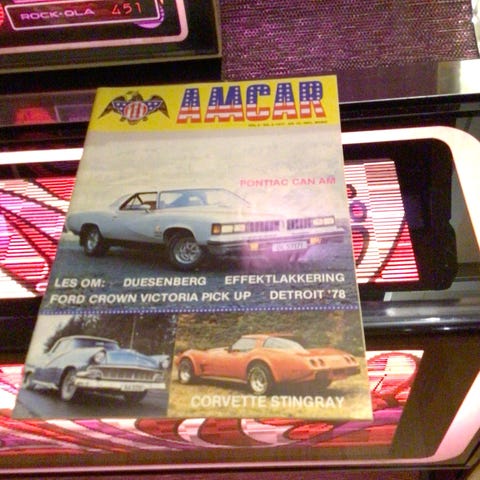 ROCK-OLA 451
AMCAR
PONTIAC CAN AM
LES OM: DUESENBERG EFFEKTLAKKERING
FORD CROWN VICTORIA PICK UP DETROIT '78
CORVETTE STINGRAY